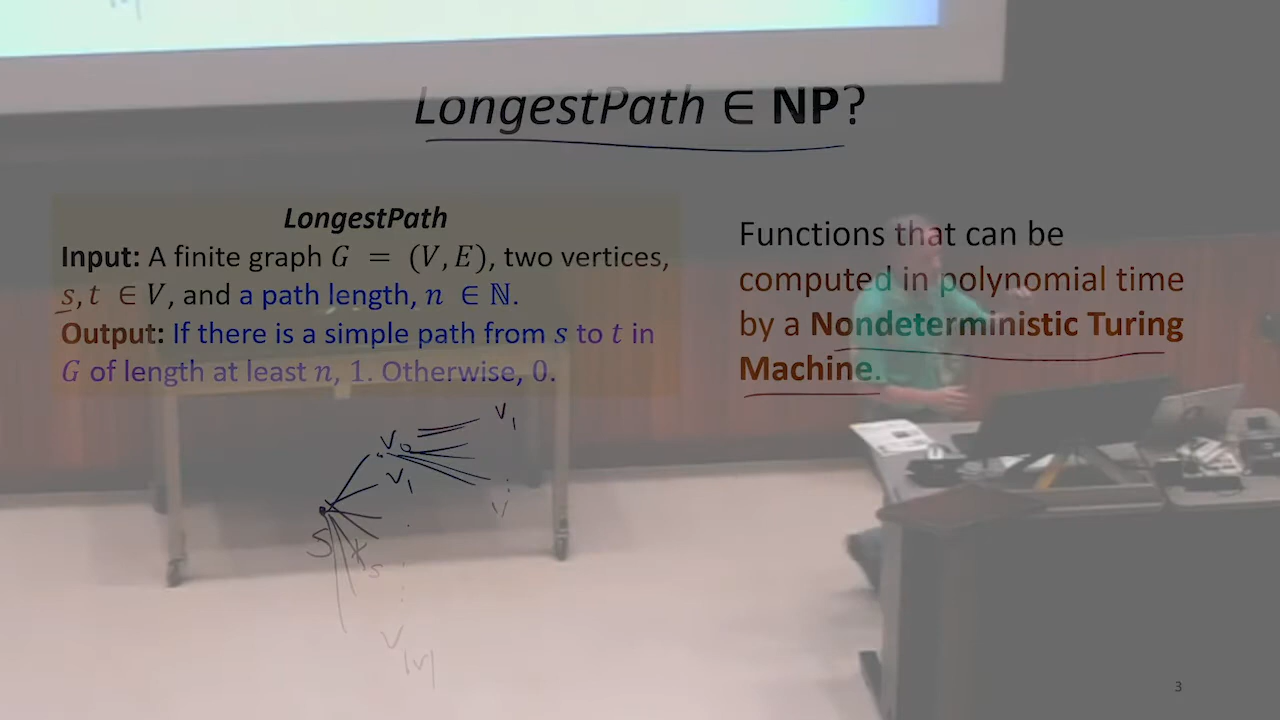 LongestPath ∈ NP?
LongestPath
Input: A finite graph G = (V, E), two vertices,
s, t ∈ V, and a path length, n ∈ ℕ.
Output: If there is a simple path from s to t in
G of length at least n, 1. Otherwise, 0.
Functions that can be
computed in polynomial time
by a Nondeterministic Turing
Machine.
V₁
V₀
V₁
V
S
V|V|
3